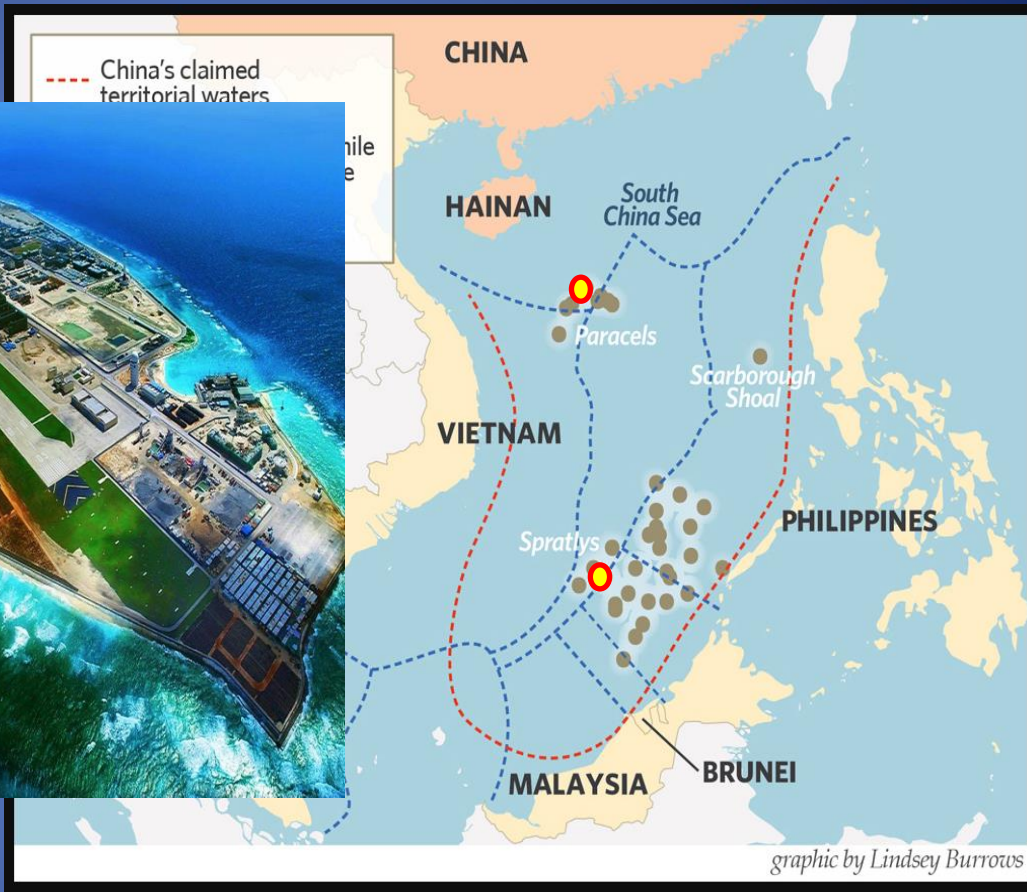 CHINA
China's claimed
territorial waters
HAINAN
South
China Sea
Paracels
Scarborough
Shoal
VIETNAM
PHILIPPINES
Spratlys
BRUNEI
MALAYSIA
graphic by Lindsey Burrows